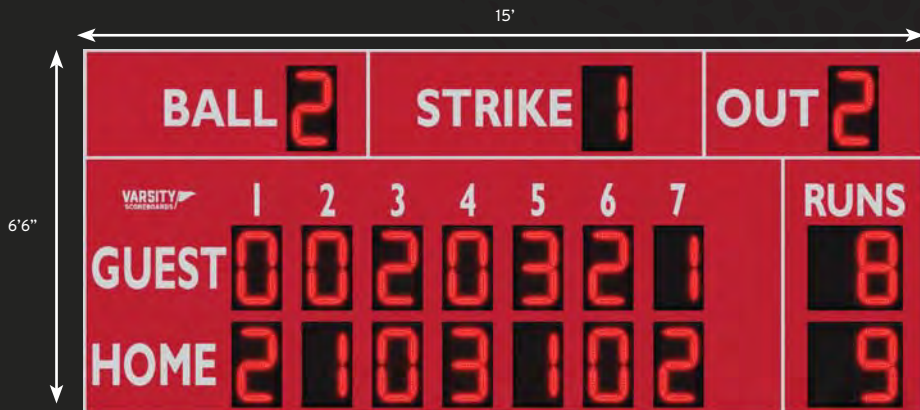 15’
BALL 2 STRIKE 1 OUT 2
6’6”
VARSITY SCOREBOARDS 1 2 3 4 5 6 7 RUNS
GUEST 0 0 2 0 3 2 1 8
HOME 2 1 0 3 1 0 2 9